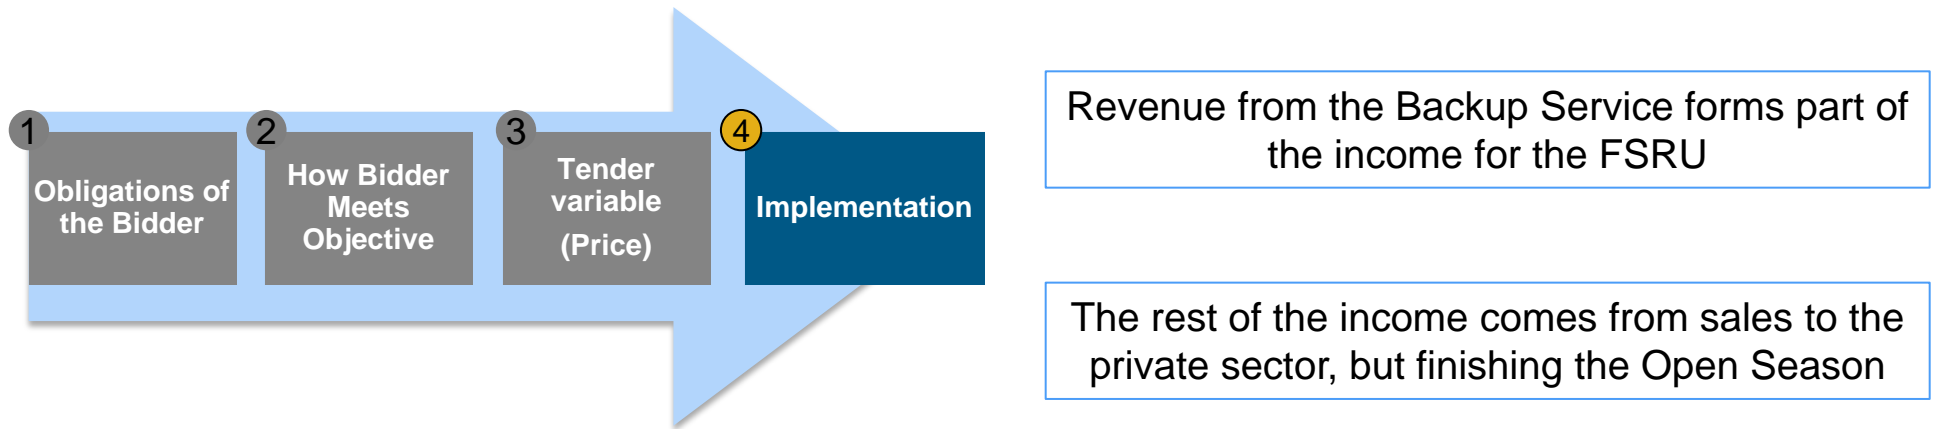 1
Obligations of
the Bidder
2
How Bidder
Meets
Objective
3
Tender
variable
(Price)
4
Implementation
Revenue from the Backup Service forms part of
the income for the FSRU
The rest of the income comes from sales to the
private sector, but finishing the Open Season